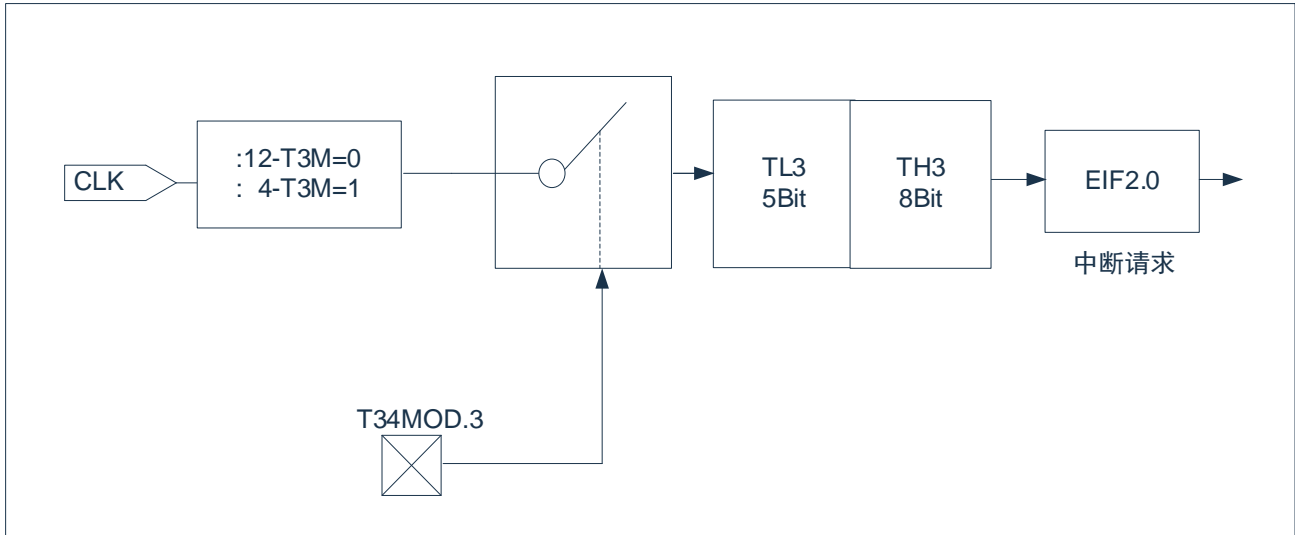 CLK
:12-T3M=0
: 4-T3M=1
TL3
5Bit
TH3
8Bit
EIF2.0
中断请求
T34MOD.3